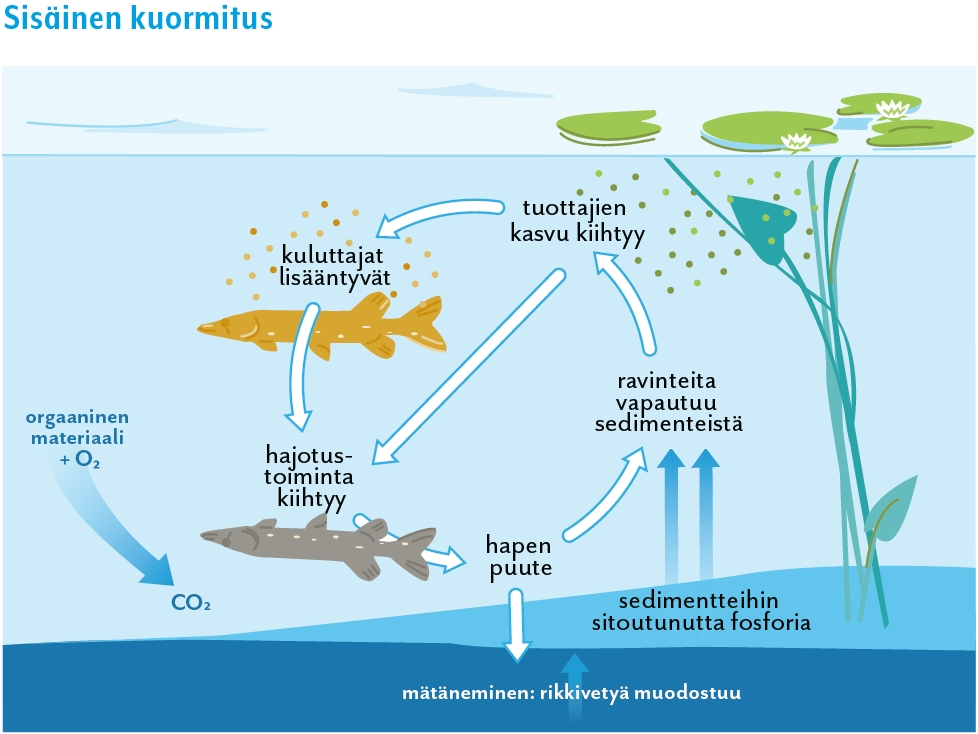 Sisäinen kuormitus
tuottajien
kasvu kiihtyy
kuluttajat
lisääntyvät
ravinteita
vapautuu
sedimenteistä
orgaaninen
materiaali
+ O₂
hajotus-
toiminta
kiihtyy
hapen
puute
CO₂
sedimentteihin
sitoutunutta fosforia
mätäneminen: rikkivetyä muodostuu